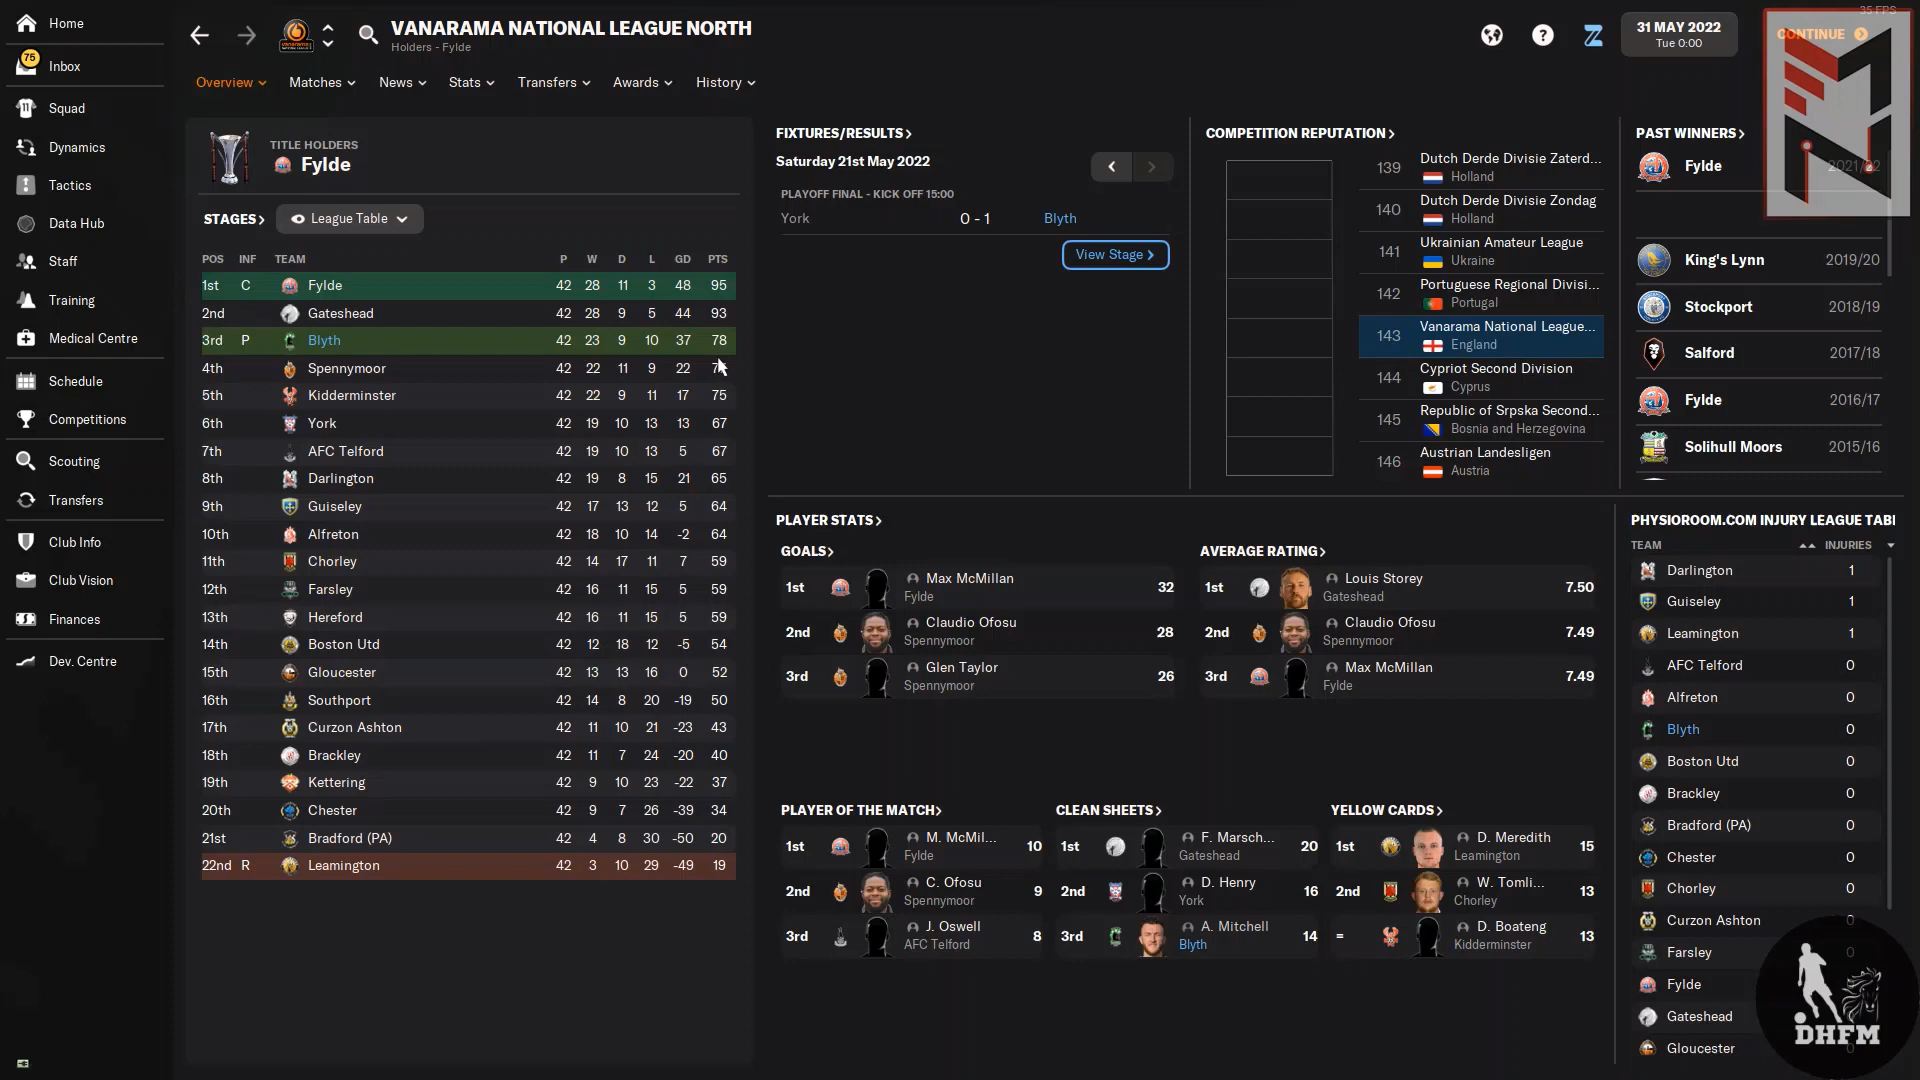 35 FPS
Home
75
Inbox
Squad
Dynamics
Tactics
Data Hub
Staff
Training
Medical Centre
Schedule
Competitions
Scouting
Transfers
Club Info
Club Vision
Finances
Dev. Centre
VANARAMA NATIONAL LEAGUE NORTH
Holders - Fylde
31 MAY 2022
Tue 0:00
CONTINUE
Overview
Matches
News
Stats
Transfers
Awards
History
TITLE HOLDERS
Fylde
STAGES
League Table
POS INF TEAM P W D L GD PTS
1st C Fylde 42 28 11 3 48 95
2nd Gateshead 42 28 9 5 44 93
3rd P Blyth 42 23 9 10 37 78
4th Spennymoor 42 22 11 9 22
5th Kidderminster 42 22 9 11 17 75
6th York 42 19 10 13 13 67
7th AFC Telford 42 19 10 13 5 67
8th Darlington 42 19 8 15 21 65
9th Guiseley 42 17 13 12 5 64
10th Alfreton 42 18 10 14 -2 64
11th Chorley 42 14 17 11 7 59
12th Farsley 42 16 11 15 5 59
13th Hereford 42 16 11 15 5 59
14th Boston Utd 42 12 18 12 -5 54
15th Gloucester 42 13 13 16 0 52
16th Southport 42 14 8 20 -19 50
17th Curzon Ashton 42 11 10 21 -23 43
18th Brackley 42 11 7 24 -20 40
19th Kettering 42 9 10 23 -22 37
20th Chester 42 9 7 26 -39 34
21st Bradford (PA) 42 4 8 30 -50 20
22nd R Leamington 42 3 10 29 -49 19
FIXTURES/RESULTS
Saturday 21st May 2022
PLAYOFF FINAL - KICK OFF 15:00
York 0 - 1 Blyth
View Stage
COMPETITION REPUTATION
139 Dutch Derde Divisie Zaterd...
Holland
140 Dutch Derde Divisie Zondag
Holland
141 Ukrainian Amateur League
Ukraine
142 Portuguese Regional Divisi...
Portugal
143 Vanarama National League...
England
144 Cypriot Second Division
Cyprus
145 Republic of Srpska Second...
Bosnia and Herzegovina
146 Austrian Landesligen
Austria
PAST WINNERS
Fylde 2021/22
King's Lynn 2019/20
Stockport 2018/19
Salford 2017/18
Fylde 2016/17
Solihull Moors 2015/16
PLAYER STATS
GOALS
1st Max McMillan 32
Fylde
2nd Claudio Ofosu 28
Spennymoor
3rd Glen Taylor 26
Spennymoor
AVERAGE RATING
1st Louis Storey 7.50
Gateshead
2nd Claudio Ofosu 7.49
Spennymoor
3rd Max McMillan 7.49
Fylde
PLAYER OF THE MATCH
1st M. McMil... 10
Fylde
2nd C. Ofosu 9
Spennymoor
3rd J. Oswell 8
AFC Telford
CLEAN SHEETS
1st F. Marsch... 20
Gateshead
2nd D. Henry 16
York
3rd A. Mitchell 14
Blyth
YELLOW CARDS
1st D. Meredith 15
Leamington
2nd W. Tomli... 13
Chorley
= D. Boateng 13
Kidderminster
PHYSIOROOM.COM INJURY LEAGUE TABL
TEAM INJURIES
Darlington 1
Guiseley 1
Leamington 1
AFC Telford 0
Alfreton 0
Blyth 0
Boston Utd 0
Brackley 0
Bradford (PA) 0
Chester 0
Chorley 0
Curzon Ashton 0
Farsley 0
Fylde
Gateshead
Gloucester 0
DHFM